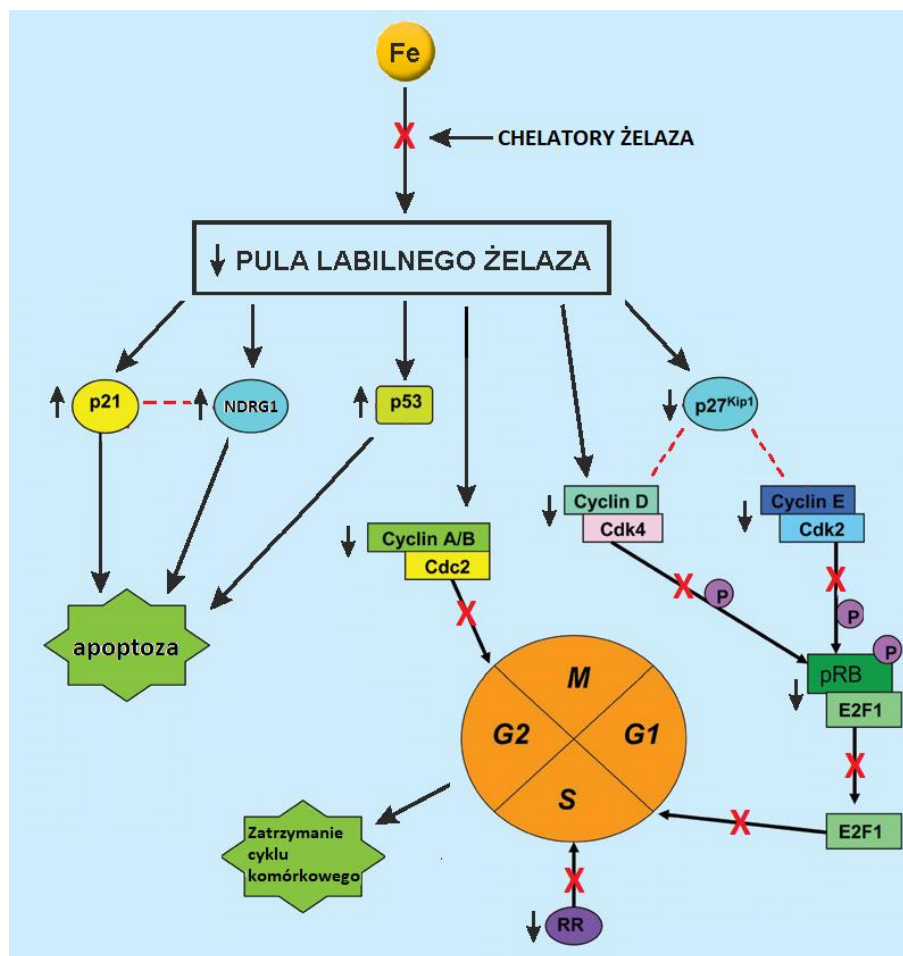 Fe
CHELATORY ŻELAZA
↓ PULA LABILNEGO ŻELAZA
↑ p21
↑ NDRG1
↑ p53
↓ p27Kip1
↓ Cyclin D
Cdk4
↓ Cyclin E
Cdk2
↓ Cyclin A/B
Cdc2
P
P
P
apoptoza
↓ pRB
E2F1
M
G2
G1
S
E2F1
Zatrzymanie
cyklu
komórkowego
↓ RR